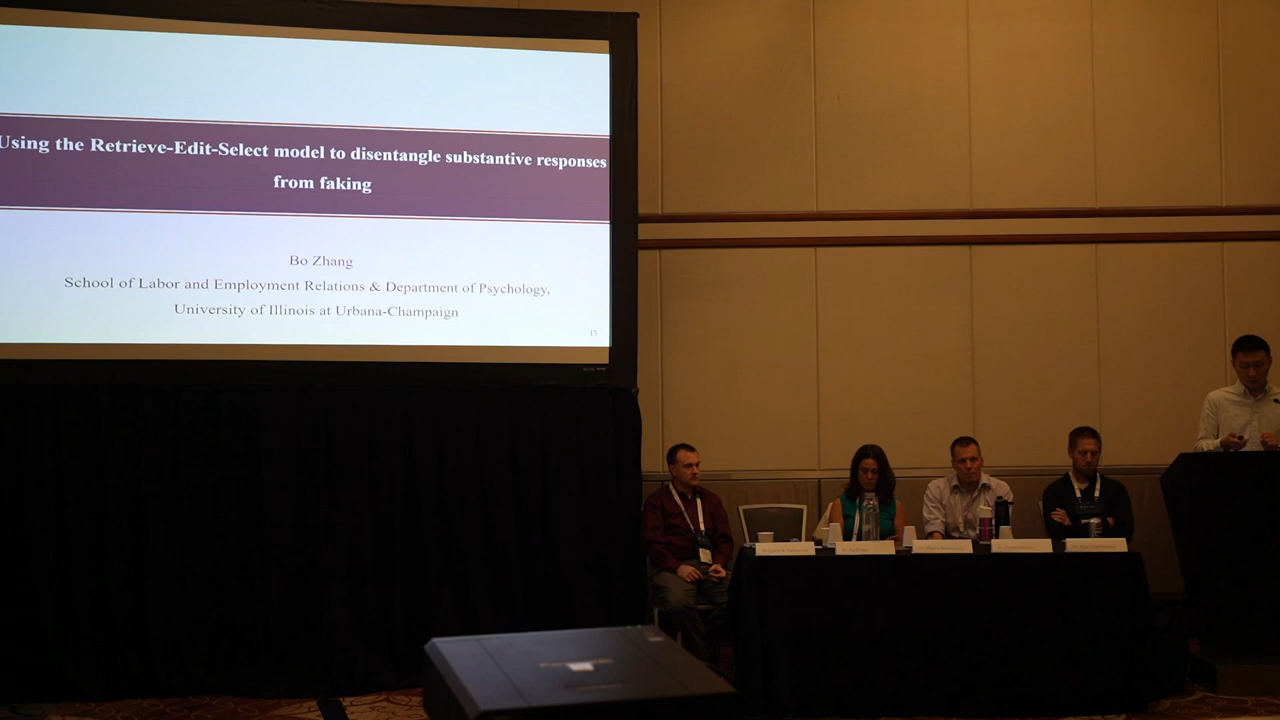 Using the Retrieve-Edit-Select model to disentangle substantive responses
from faking
Bo Zhang
School of Labor and Employment Relations & Department of Psychology,
University of Illinois at Urbana-Champaign